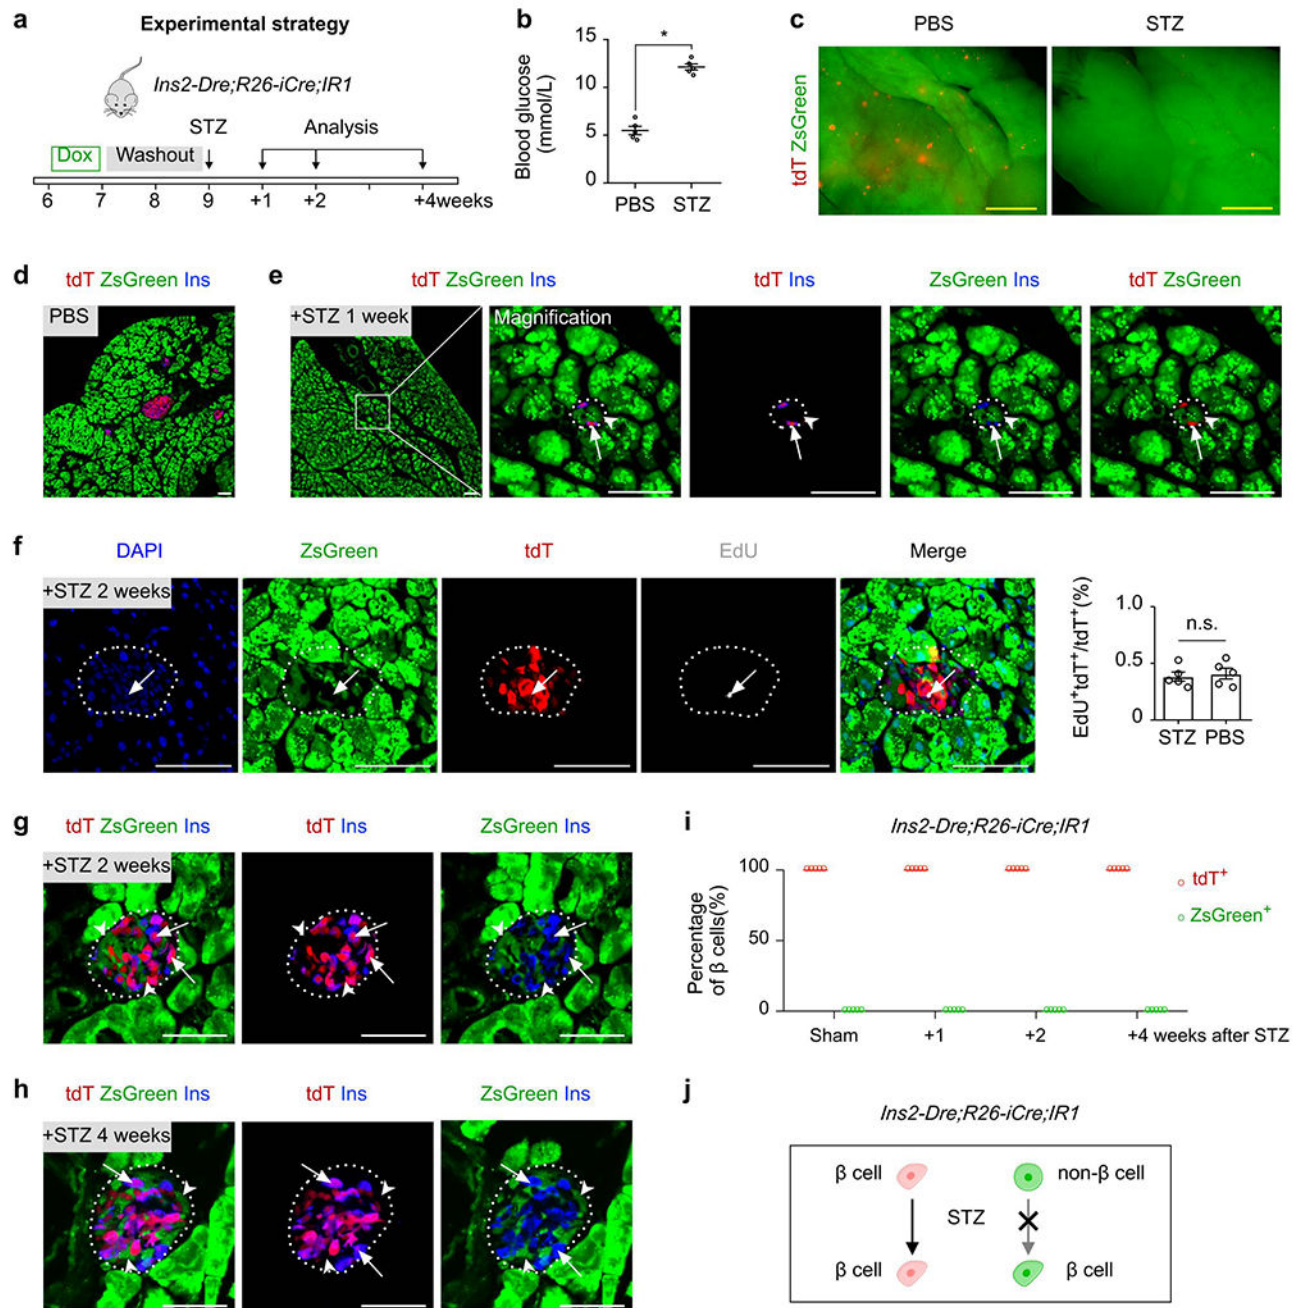 a
Experimental strategy
Ins2-Dre;R26-iCre;IR1
STZ
Analysis
Dox
Washout
6 7 8 9 +1 +2 +4weeks
b
Blood glucose
(mmol/L)
15
10
5
0
*
PBS STZ
c
PBS STZ
tdT ZsGreen
d
tdT ZsGreen Ins
PBS
e
tdT ZsGreen Ins
tdT Ins
ZsGreen Ins
tdT ZsGreen
+STZ 1 week
Magnification
f
DAPI ZsGreen tdT EdU Merge
+STZ 2 weeks
EdU⁺tdT⁺/tdT⁺(%)
1.0
0.5
0
n.s.
STZ PBS
g
tdT ZsGreen Ins
tdT Ins
ZsGreen Ins
+STZ 2 weeks
h
tdT ZsGreen Ins
tdT Ins
ZsGreen Ins
+STZ 4 weeks
i
Ins2-Dre;R26-iCre;IR1
Percentage
of β cells(%)
100
50
0
tdT⁺
ZsGreen⁺
Sham +1 +2 +4 weeks after STZ
j
Ins2-Dre;R26-iCre;IR1
β cell non-β cell
STZ
β cell β cell